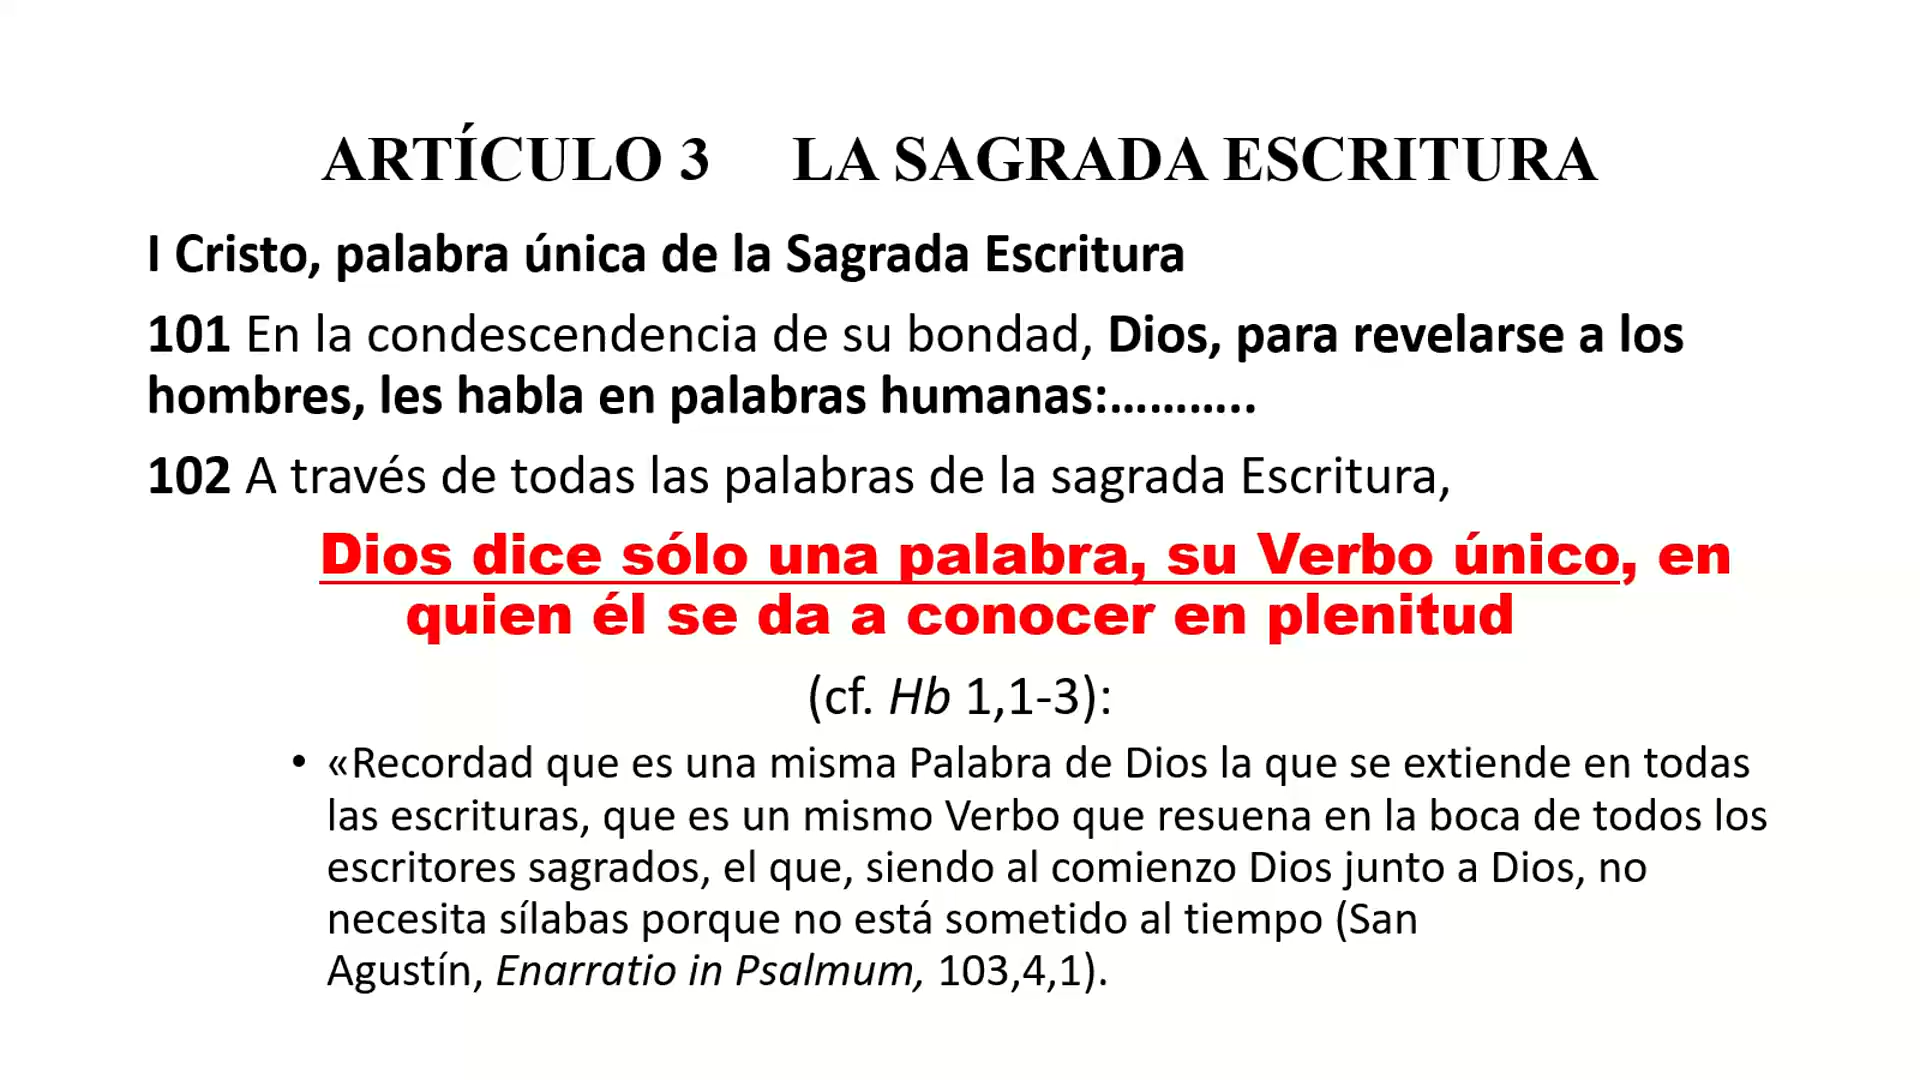 ARTÍCULO 3 LA SAGRADA ESCRITURA
I Cristo, palabra única de la Sagrada Escritura
101 En la condescendencia de su bondad, Dios, para revelarse a los
hombres, les habla en palabras humanas:………..
102 A través de todas las palabras de la sagrada Escritura,
Dios dice sólo una palabra, su Verbo único, en
quien él se da a conocer en plenitud
(cf. Hb 1,1-3):
• «Recordad que es una misma Palabra de Dios la que se extiende en todas
las escrituras, que es un mismo Verbo que resuena en la boca de todos los
escritores sagrados, el que, siendo al comienzo Dios junto a Dios, no
necesita sílabas porque no está sometido al tiempo (San
Agustín, Enarratio in Psalmum, 103,4,1).